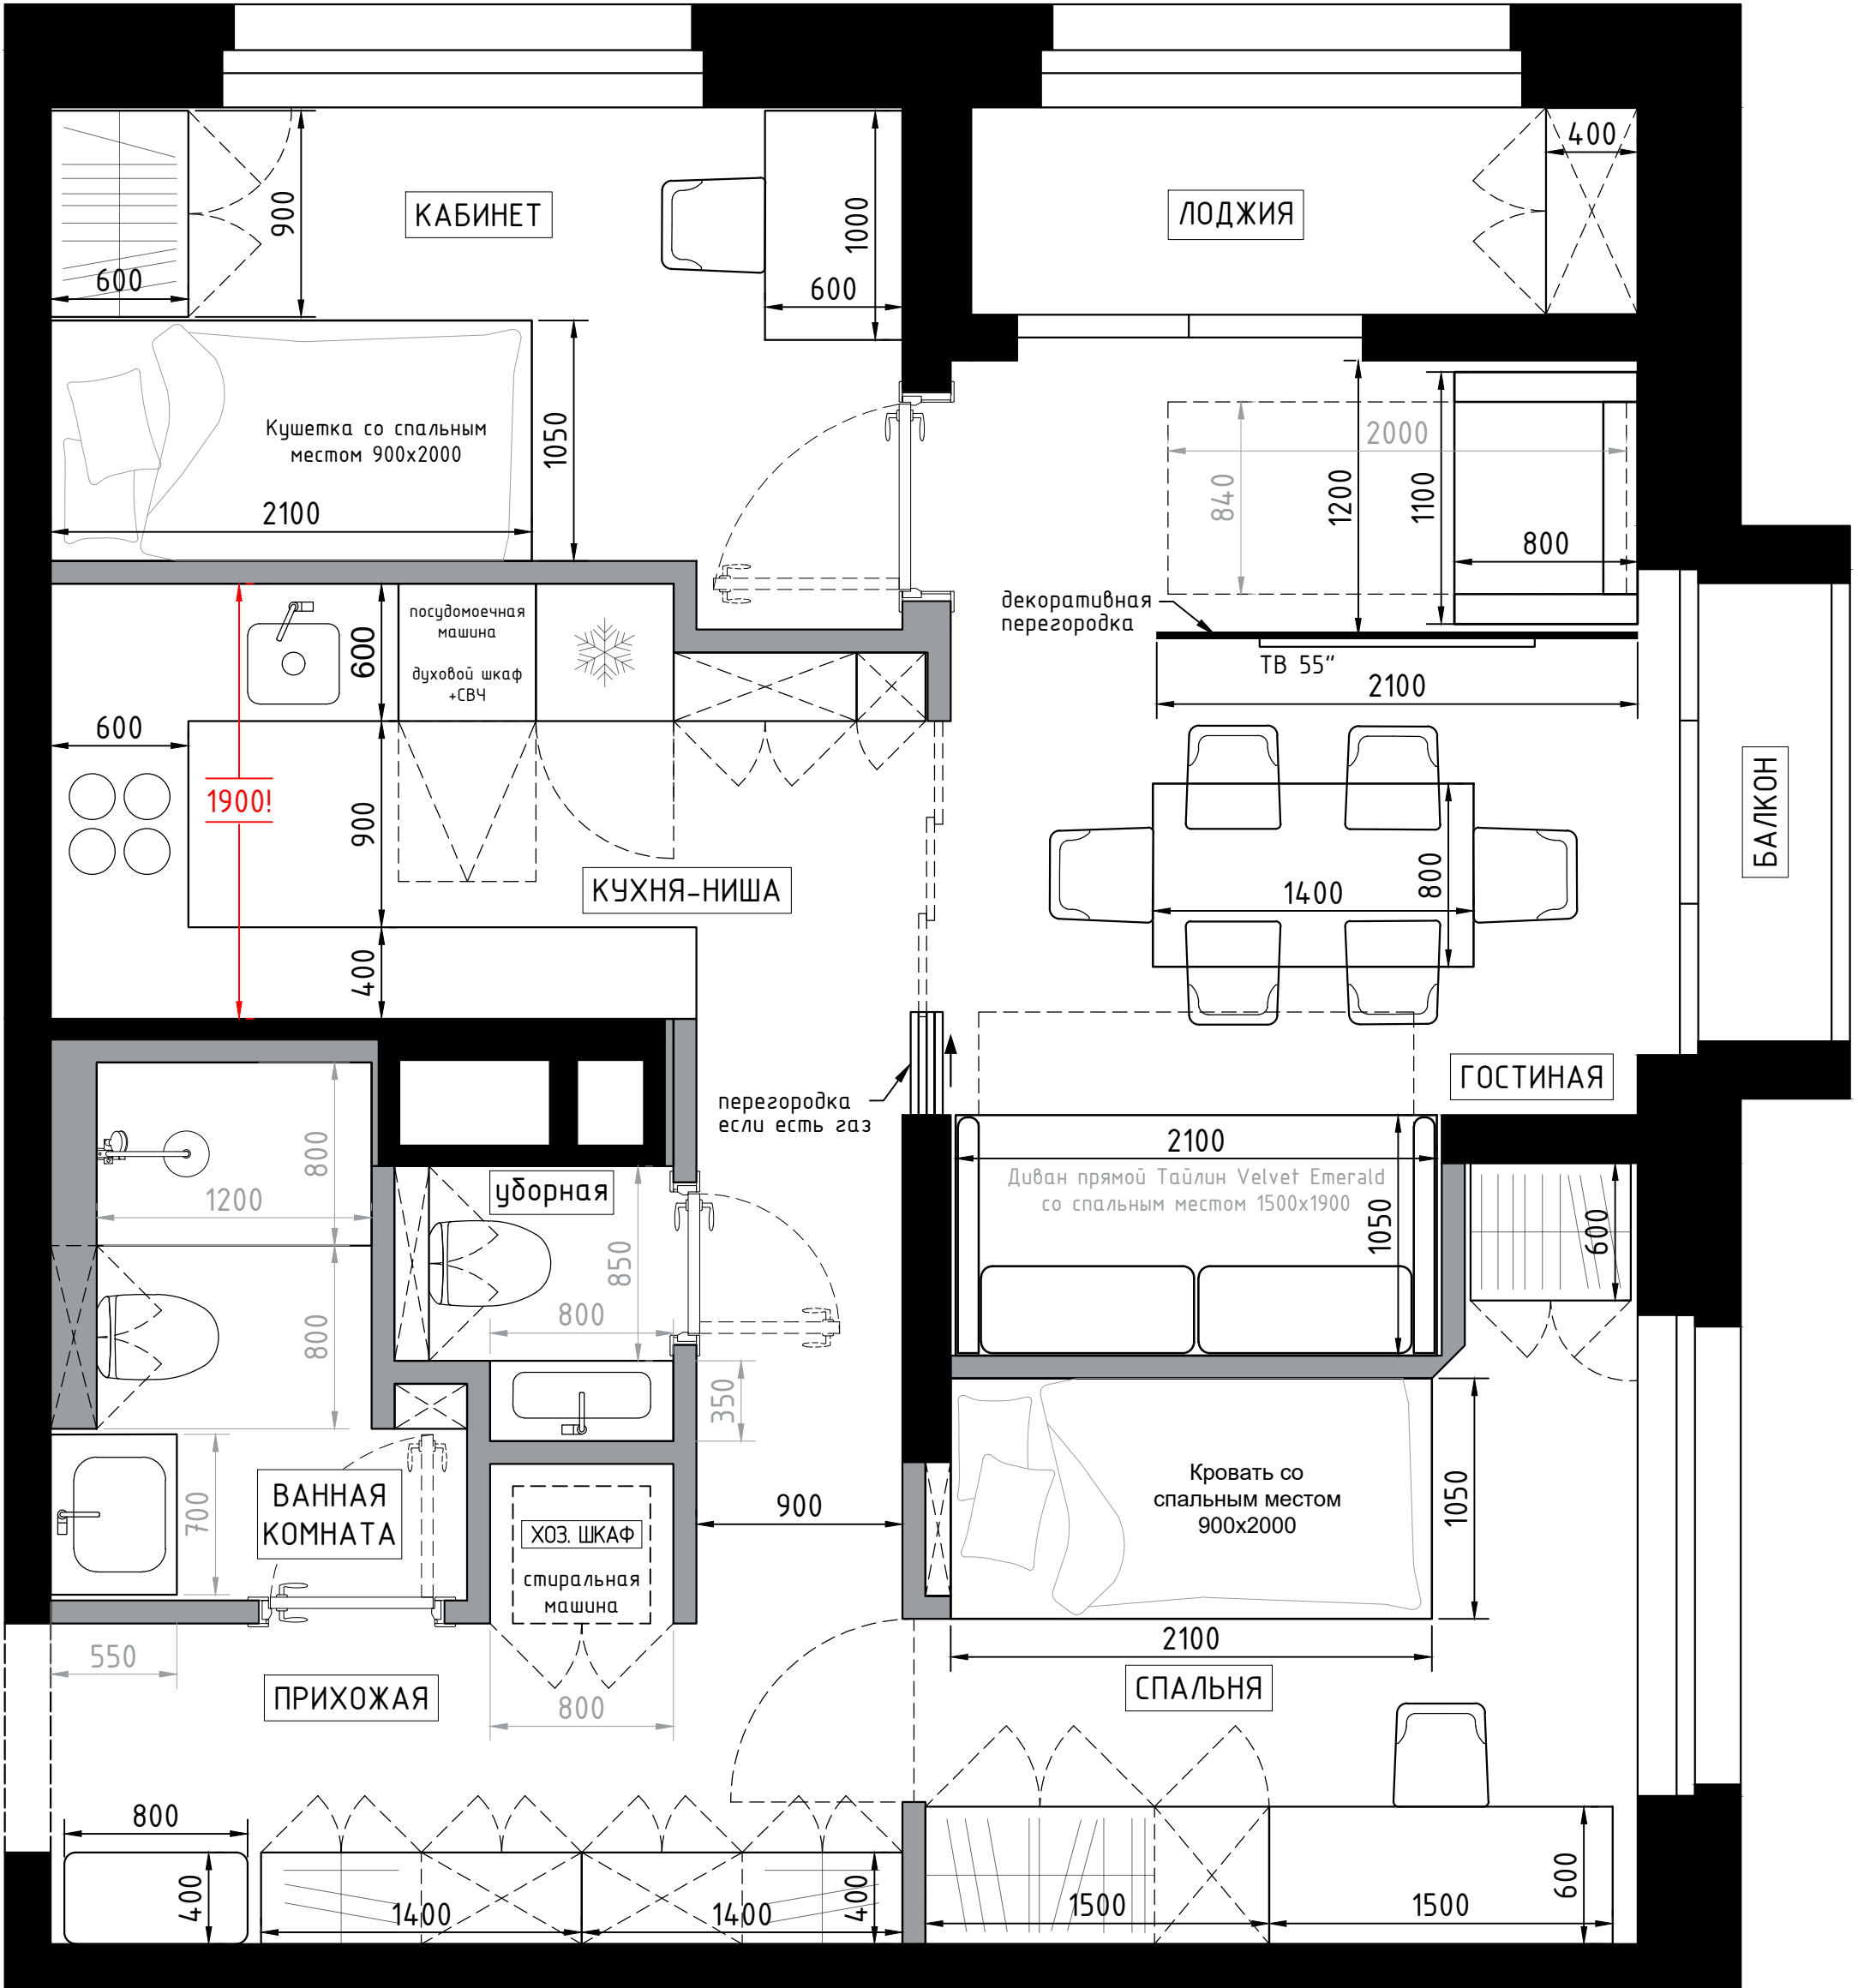 КАБИНЕТ
ЛОДЖИЯ
400
900
1000
600
600
Кушетка со спальным
местом 900х2000
1050
2100
2000
840
1200
1100
800
декоративная
перегородка
ТВ 55"
2100
посудомоечная
машина
духовой шкаф
+СВЧ
600
600
1900!
900
400
КУХНЯ-НИША
1400
800
БАЛКОН
ГОСТИНАЯ
перегородка
если есть газ
800
1200
800
уборная
850
800
350
2100
Диван прямой Тайлин Velvet Emerald
со спальным местом 1500х1900
1050
600
700
ВАННАЯ
КОМНАТА
ХОЗ. ШКАФ
стиральная
машина
900
Кровать со
спальным местом
900х2000
1050
2100
550
ПРИХОЖАЯ
800
СПАЛЬНЯ
800
400
1400
1400
400
1500
1500
600